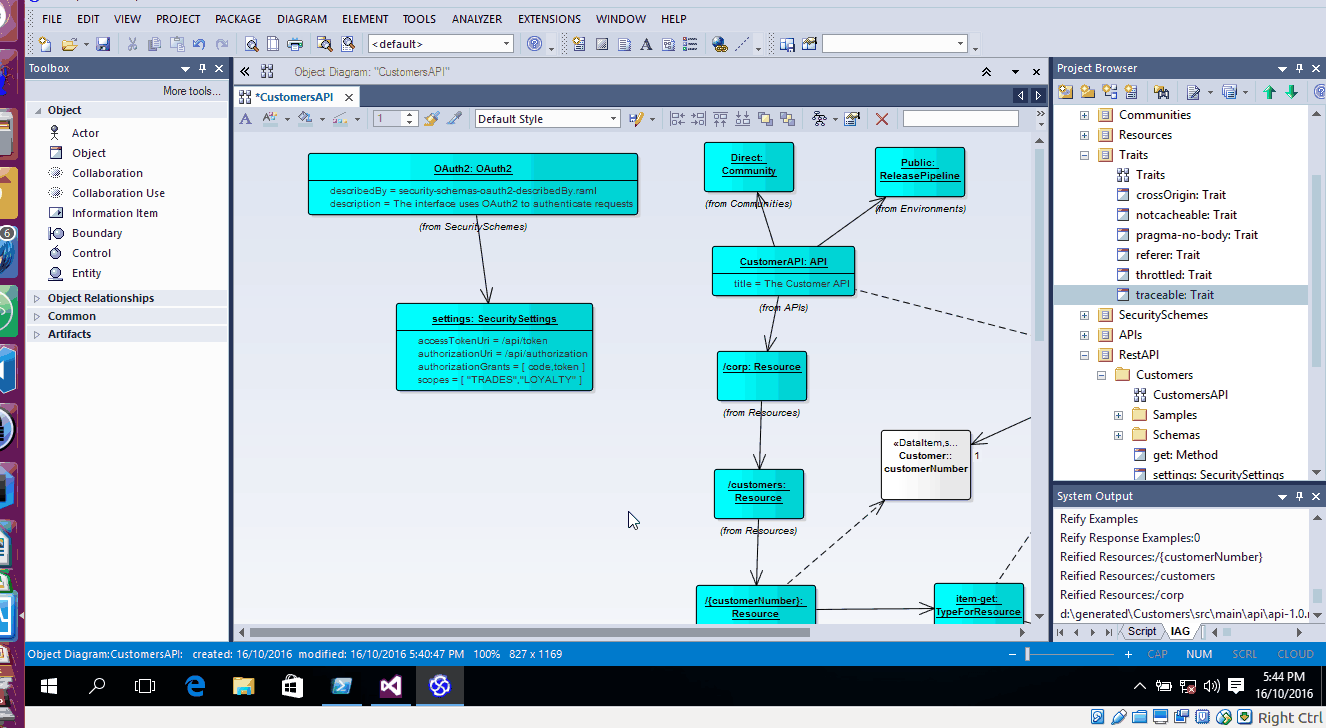 FILE EDIT VIEW PROJECT PACKAGE DIAGRAM ELEMENT TOOLS ANALYZER EXTENSIONS WINDOW HELP
<default>
Toolbox
More tools...
Object
Actor
Object
Collaboration
Collaboration Use
Information Item
Boundary
Control
Entity
Object Relationships
Common
Artifacts
Object Diagram: "CustomersAPI"
*CustomersAPI
1
Default Style
OAuth2: OAuth2
describedBy = security-schemas-oauth2-describedBy.raml
description = The interface uses OAuth2 to authenticate requests
(from SecuritySchemes)
settings: SecuritySettings
accessTokenUri = /api/token
authorizationUri = /api/authorization
authorizationGrants = [ code,token ]
scopes = [ "TRADES","LOYALTY" ]
Direct:
Community
(from Communities)
Public:
ReleasePipeline
(from Environments)
CustomerAPI: API
title = The Customer API
(from APIs)
/corp: Resource
(from Resources)
/customers:
Resource
(from Resources)
«DataItem,s...
Customer::
customerNumber
1
/{customerNumber}:
Resource
item-get:
TypeForResource
Project Browser
Communities
Resources
Traits
Traits
crossOrigin: Trait
notcacheable: Trait
pragma-no-body: Trait
referer: Trait
throttled: Trait
traceable: Trait
SecuritySchemes
APIs
RestAPI
Customers
CustomersAPI
Samples
Schemas
get: Method
settings: SecuritySettings
System Output
Reify Examples
Reify Response Examples:0
Reified Resources:/{customerNumber}
Reified Resources:/customers
Reified Resources:/corp
d:\generated\Customers\src\main\api\api-1.0.r
Script IAG
Object Diagram:CustomersAPI: created: 16/10/2016 modified: 16/10/2016 5:40:47 PM 100% 827 x 1169
CAP NUM SCRL CLOUD
6
5:44 PM
16/10/2016
Right Ctrl